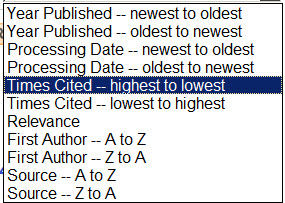 Year Published -- newest to oldest
Year Published -- oldest to newest
Processing Date -- newest to oldest
Processing Date -- oldest to newest
Times Cited -- highest to lowest
Times Cited -- lowest to highest
Relevance
First Author -- A to Z
First Author -- Z to A
Source -- A to Z
Source -- Z to A